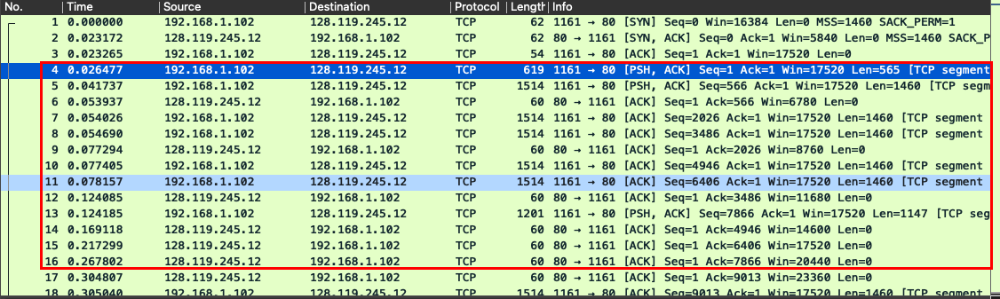 No. Time Source Destination Protocol Length Info
1 0.000000 192.168.1.102 128.119.245.12 TCP 62 1161 → 80 [SYN] Seq=0 Win=16384 Len=0 MSS=1460 SACK_PERM=1
2 0.023172 128.119.245.12 192.168.1.102 TCP 62 80 → 1161 [SYN, ACK] Seq=0 Ack=1 Win=5840 Len=0 MSS=1460 SACK_P
3 0.023265 192.168.1.102 128.119.245.12 TCP 54 1161 → 80 [ACK] Seq=1 Ack=1 Win=17520 Len=0
4 0.026477 192.168.1.102 128.119.245.12 TCP 619 1161 → 80 [PSH, ACK] Seq=1 Ack=1 Win=17520 Len=565 [TCP segment
5 0.041737 192.168.1.102 128.119.245.12 TCP 1514 1161 → 80 [PSH, ACK] Seq=566 Ack=1 Win=17520 Len=1460 [TCP segm
6 0.053937 128.119.245.12 192.168.1.102 TCP 60 80 → 1161 [ACK] Seq=1 Ack=566 Win=6780 Len=0
7 0.054026 192.168.1.102 128.119.245.12 TCP 1514 1161 → 80 [ACK] Seq=2026 Ack=1 Win=17520 Len=1460 [TCP segment
8 0.054690 192.168.1.102 128.119.245.12 TCP 1514 1161 → 80 [ACK] Seq=3486 Ack=1 Win=17520 Len=1460 [TCP segment
9 0.077294 128.119.245.12 192.168.1.102 TCP 60 80 → 1161 [ACK] Seq=1 Ack=2026 Win=8760 Len=0
10 0.077405 192.168.1.102 128.119.245.12 TCP 1514 1161 → 80 [ACK] Seq=4946 Ack=1 Win=17520 Len=1460 [TCP segment
11 0.078157 192.168.1.102 128.119.245.12 TCP 1514 1161 → 80 [ACK] Seq=6406 Ack=1 Win=17520 Len=1460 [TCP segment
12 0.124085 128.119.245.12 192.168.1.102 TCP 60 80 → 1161 [ACK] Seq=1 Ack=3486 Win=11680 Len=0
13 0.124185 192.168.1.102 128.119.245.12 TCP 1201 1161 → 80 [PSH, ACK] Seq=7866 Ack=1 Win=17520 Len=1147 [TCP seg
14 0.169118 128.119.245.12 192.168.1.102 TCP 60 80 → 1161 [ACK] Seq=1 Ack=4946 Win=14600 Len=0
15 0.217299 128.119.245.12 192.168.1.102 TCP 60 80 → 1161 [ACK] Seq=1 Ack=6406 Win=17520 Len=0
16 0.267802 128.119.245.12 192.168.1.102 TCP 60 80 → 1161 [ACK] Seq=1 Ack=7866 Win=20440 Len=0
17 0.304807 128.119.245.12 192.168.1.102 TCP 60 80 → 1161 [ACK] Seq=1 Ack=9013 Win=23360 Len=0
18 0.305040 192.168.1.102 128.119.245.12 TCP 1514 1161 → 80 [ACK] Seq=9013 Ack=1 Win=17520 Len=1460 [TCP segment